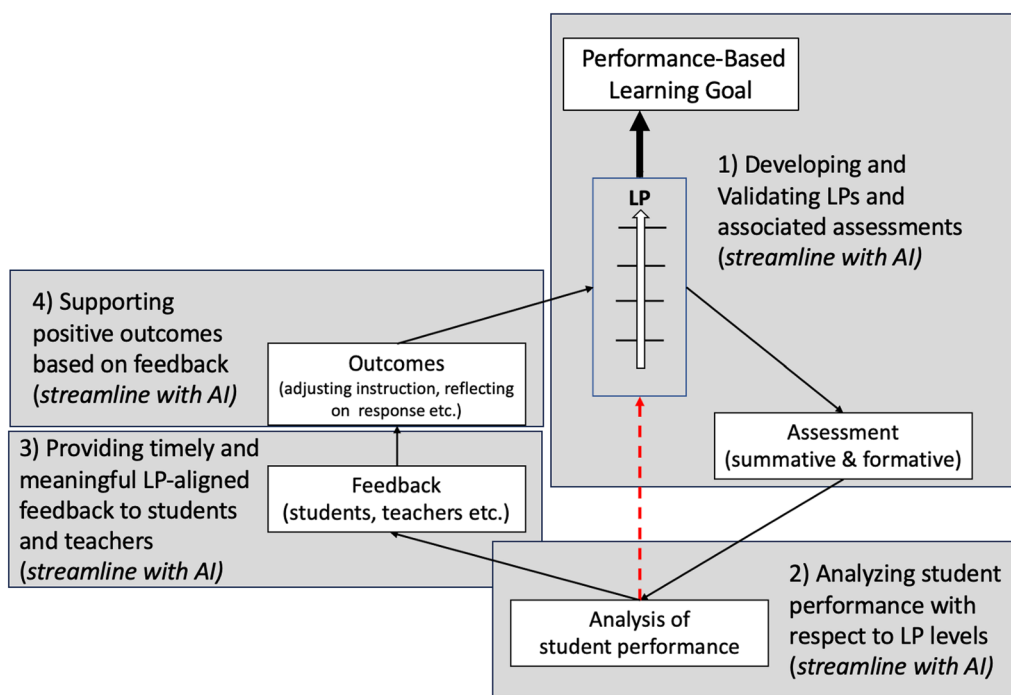 Performance-Based
Learning Goal
LP
1) Developing and
Validating LPs and
associated assessments
(streamline with AI)
4) Supporting
positive outcomes
based on feedback
(streamline with AI)
Outcomes
(adjusting instruction, reflecting
on response etc.)
Assessment
(summative & formative)
3) Providing timely and
meaningful LP-aligned
feedback to students
and teachers
(streamline with AI)
Feedback
(students, teachers etc.)
2) Analyzing student
performance with
respect to LP levels
(streamline with AI)
Analysis of
student performance